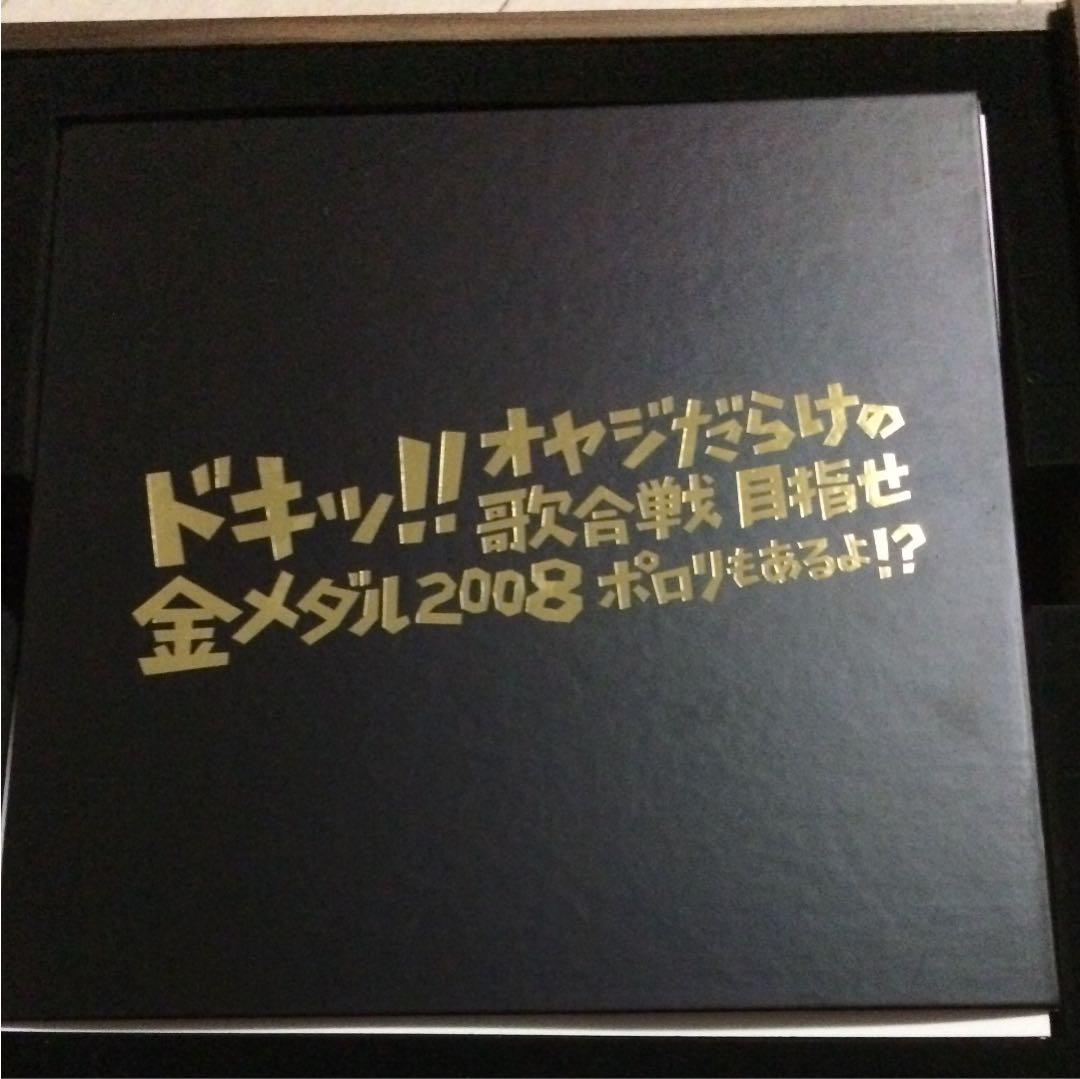 ドキッ!! オヤジだらけの
歌合戦 目指せ
金メダル2008 ポロリもあるよ!?